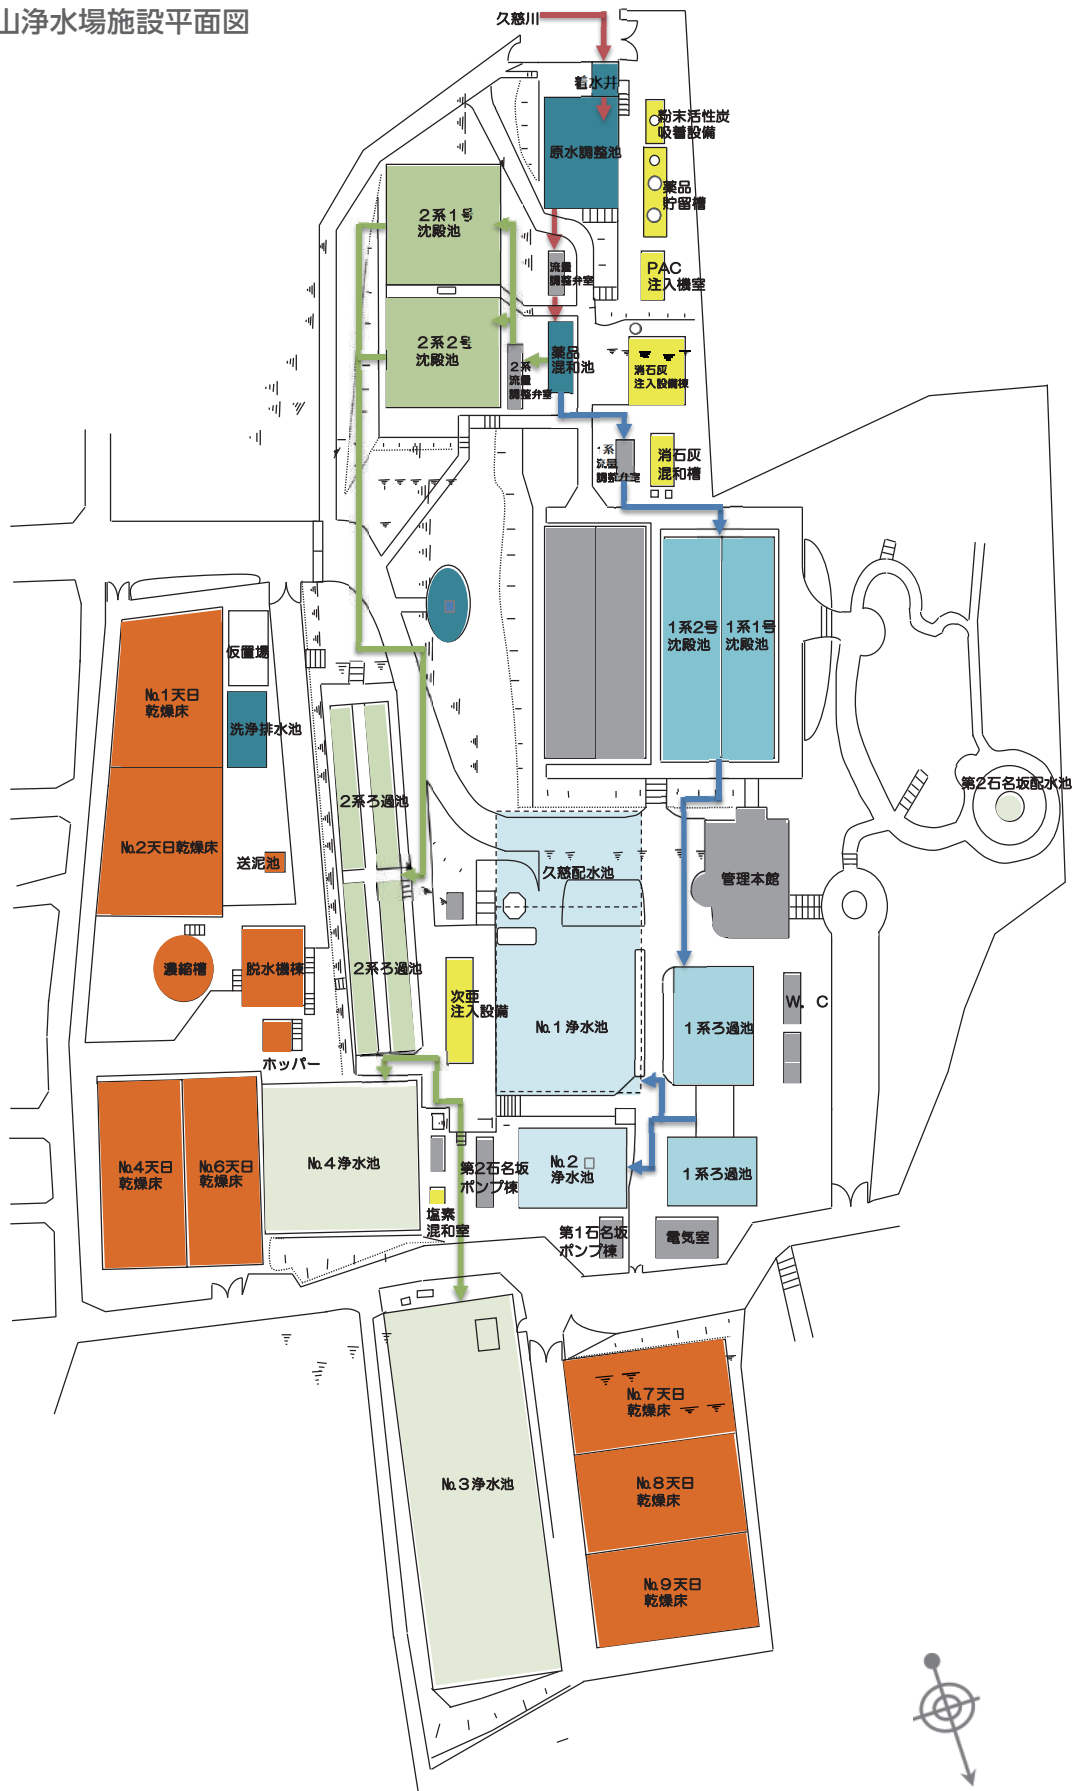 山浄水場施設平面図
久慈川
着水井
粉末活性炭
吸着設備
原水調整池
薬品
貯留槽
2系1号
沈殿池
流量
調整弁室
PAC
注入機室
2系2号
沈殿池
薬品
混和池
2系
流量
調整弁室
消石灰
注入設備棟
1系
流量
調整弁室
消石灰
混和槽
1系2号
沈殿池
1系1号
沈殿池
仮置場
No.1天日
乾燥床
洗浄排水池
第2石名坂配水池
2系ろ過池
No.2天日乾燥床
送泥池
久慈配水池
管理本館
濃縮槽
脱水機棟
2系ろ過池
次亜
注入設備
No.1浄水池
1系ろ過池
W.C
ホッパー
No.4天日
乾燥床
No.6天日
乾燥床
No.4浄水池
第2石名坂
ポンプ棟
No.2
浄水池
1系ろ過池
塩素
混和室
第1石名坂
ポンプ棟
電気室
No.7天日
乾燥床
No.3浄水池
No.8天日
乾燥床
No.9天日
乾燥床